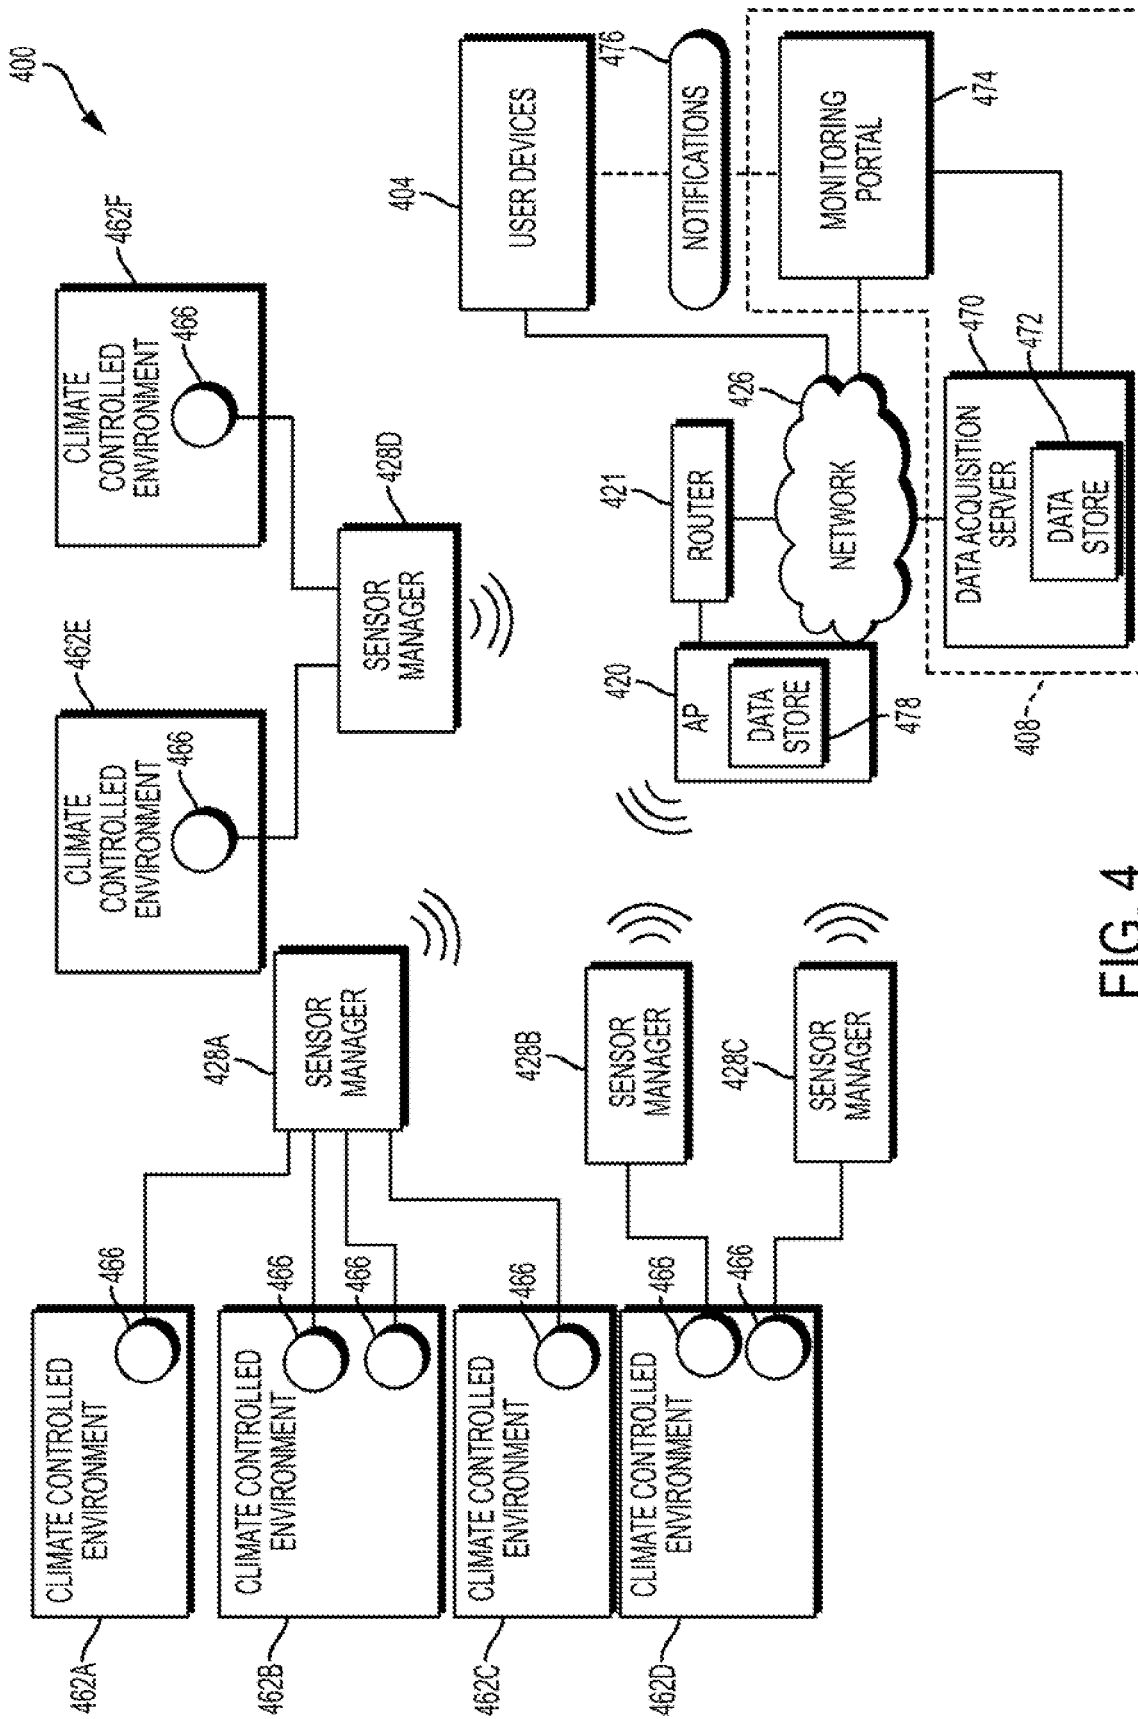 400
462A
CLIMATE CONTROLLED
ENVIRONMENT
466
462B
CLIMATE CONTROLLED
ENVIRONMENT
466
466
462C
CLIMATE CONTROLLED
ENVIRONMENT
466
462D
CLIMATE CONTROLLED
ENVIRONMENT
466
466
428A
SENSOR
MANAGER
428B
SENSOR
MANAGER
428C
SENSOR
MANAGER
462E
CLIMATE
CONTROLLED
ENVIRONMENT
466
462F
CLIMATE
CONTROLLED
ENVIRONMENT
466
428D
SENSOR
MANAGER
404
USER DEVICES
476
NOTIFICATIONS
MONITORING
PORTAL
474
421
ROUTER
426
NETWORK
420
AP
DATA
STORE
478
470
DATA ACQUISITION
SERVER
472
DATA
STORE
408
FIG. 4